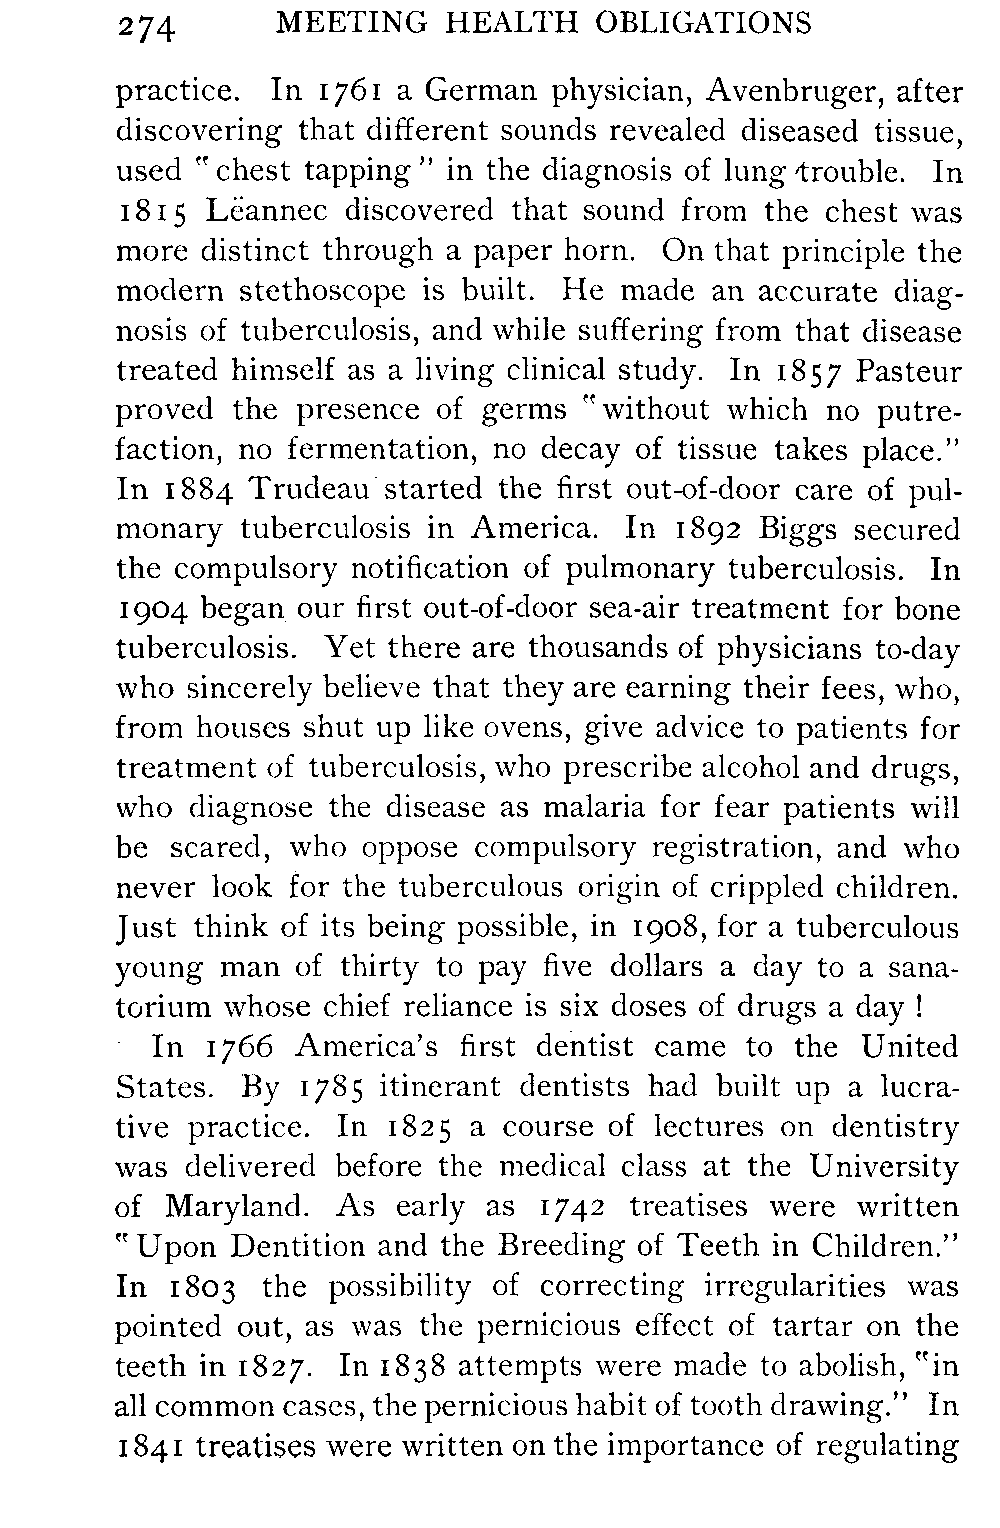 274 MEETING HEALTH OBLIGATIONS
practice. In 1761 a German physician, Avenbruger, after
discovering that different sounds revealed diseased tissue,
used "chest tapping" in the diagnosis of lung trouble. In
1815 Lëannec discovered that sound from the chest was
more distinct through a paper horn. On that principle the
modern stethoscope is built. He made an accurate diag-
nosis of tuberculosis, and while suffering from that disease
treated himself as a living clinical study. In 1857 Pasteur
proved the presence of germs "without which no putre-
faction, no fermentation, no decay of tissue takes place."
In 1884 Trudeau started the first out-of-door care of pul-
monary tuberculosis in America. In 1892 Biggs secured
the compulsory notification of pulmonary tuberculosis. In
1904 began our first out-of-door sea-air treatment for bone
tuberculosis. Yet there are thousands of physicians to-day
who sincerely believe that they are earning their fees, who,
from houses shut up like ovens, give advice to patients for
treatment of tuberculosis, who prescribe alcohol and drugs,
who diagnose the disease as malaria for fear patients will
be scared, who oppose compulsory registration, and who
never look for the tuberculous origin of crippled children.
Just think of its being possible, in 1908, for a tuberculous
young man of thirty to pay five dollars a day to a sana-
torium whose chief reliance is six doses of drugs a day!
In 1766 America's first dentist came to the United
States. By 1785 itinerant dentists had built up a lucra-
tive practice. In 1825 a course of lectures on dentistry
was delivered before the medical class at the University
of Maryland. As early as 1742 treatises were written
"Upon Dentition and the Breeding of Teeth in Children."
In 1803 the possibility of correcting irregularities was
pointed out, as was the pernicious effect of tartar on the
teeth in 1827. In 1838 attempts were made to abolish, "in
all common cases, the pernicious habit of tooth drawing." In
1841 treatises were written on the importance of regulating